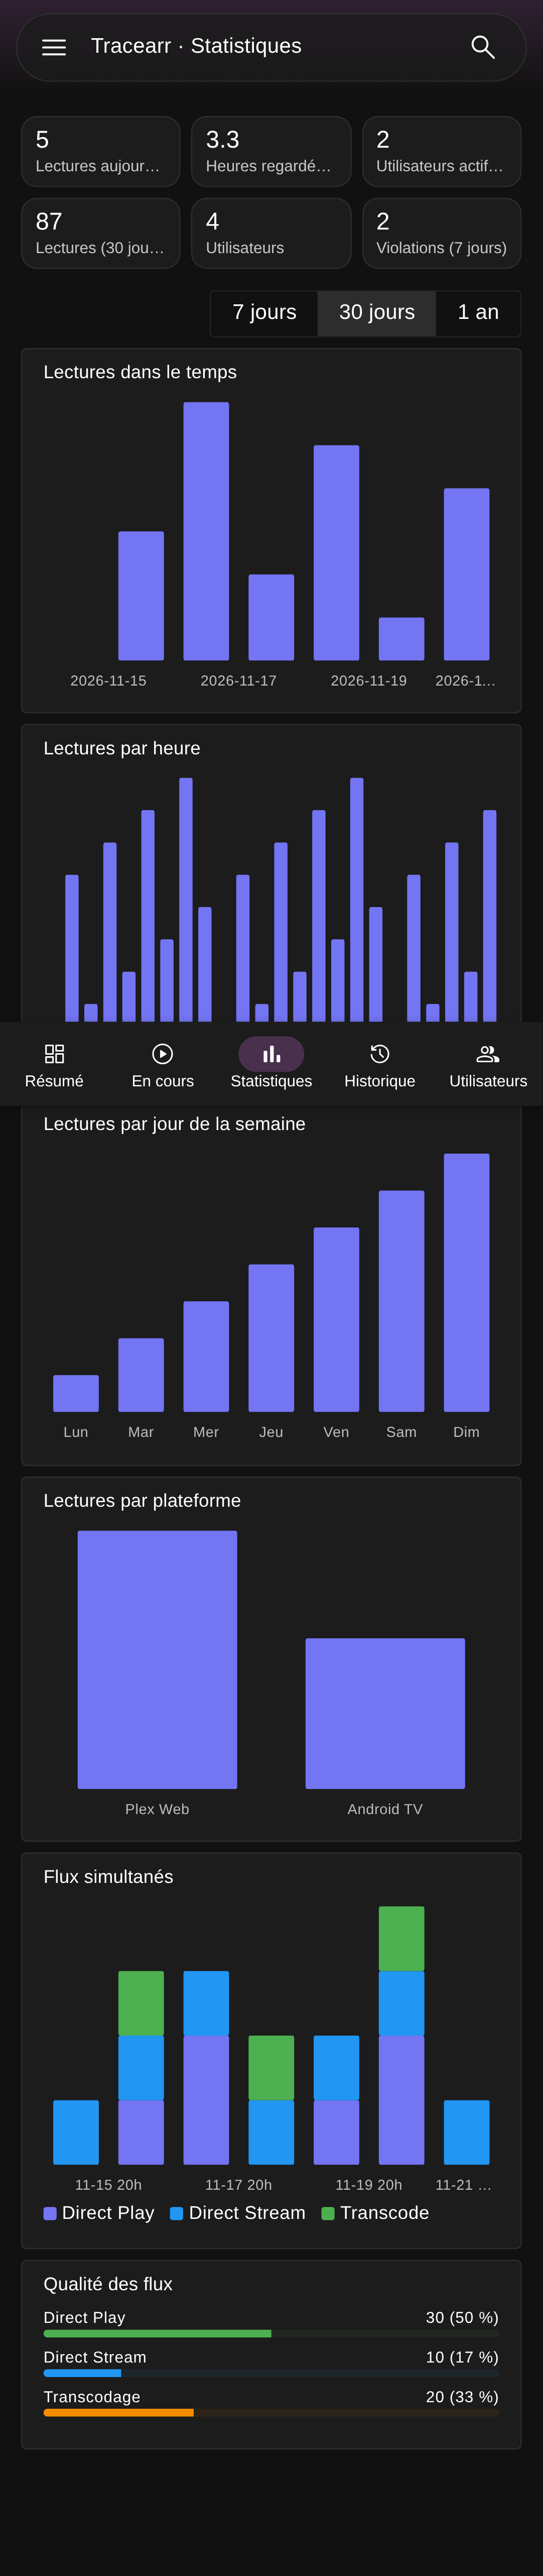 Tracearr · Statistiques
5
Lectures aujour…
3.3
Heures regardé…
2
Utilisateurs actif…
87
Lectures (30 jou…
4
Utilisateurs
2
Violations (7 jours)
7 jours
30 jours
1 an
Lectures dans le temps
2026-11-15
2026-11-17
2026-11-19
2026-1…
Lectures par heure
Résumé
En cours
Statistiques
Historique
Utilisateurs
Lectures par jour de la semaine
Lun
Mar
Mer
Jeu
Ven
Sam
Dim
Lectures par plateforme
Plex Web
Android TV
Flux simultanés
11-15 20h
11-17 20h
11-19 20h
11-21 …
Direct Play
Direct Stream
Transcode
Qualité des flux
Direct Play
30 (50 %)
Direct Stream
10 (17 %)
Transcodage
20 (33 %)